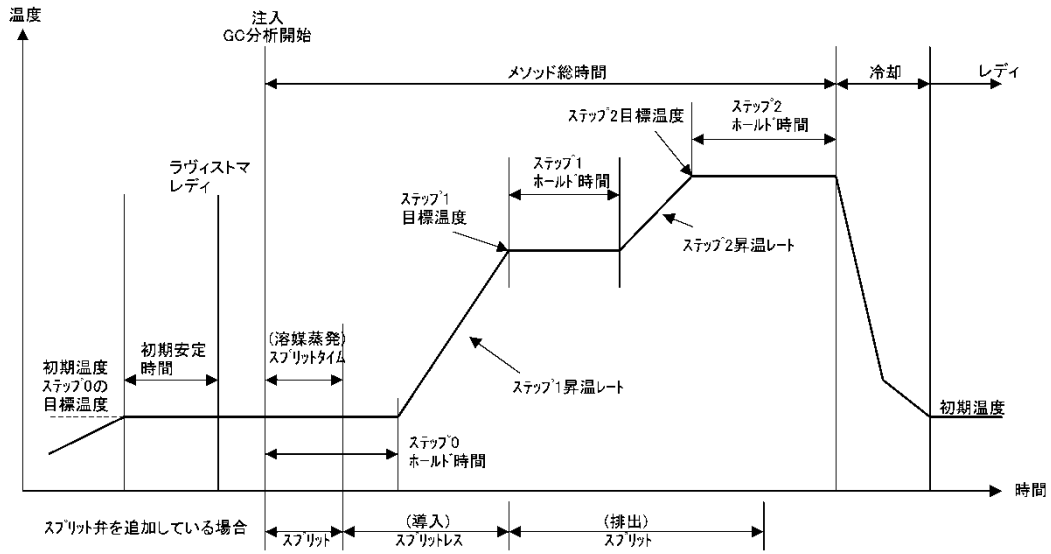 温度
注入
GC分析開始
メソッド総時間
冷却
レディ
ステップ2
ホールド時間
ステップ2目標温度
ステップ1
ホールド時間
ラヴィストマ
レディ
ステップ1
目標温度
ステップ2昇温レート
(溶媒蒸発)
スプリットタイム
初期安定
時間
初期温度
ステップ0の
目標温度
ステップ1昇温レート
初期温度
ステップ0
ホールド時間
時間
スプリット弁を追加している場合
スプリット
(導入)
スプリットレス
(排出)
スプリット